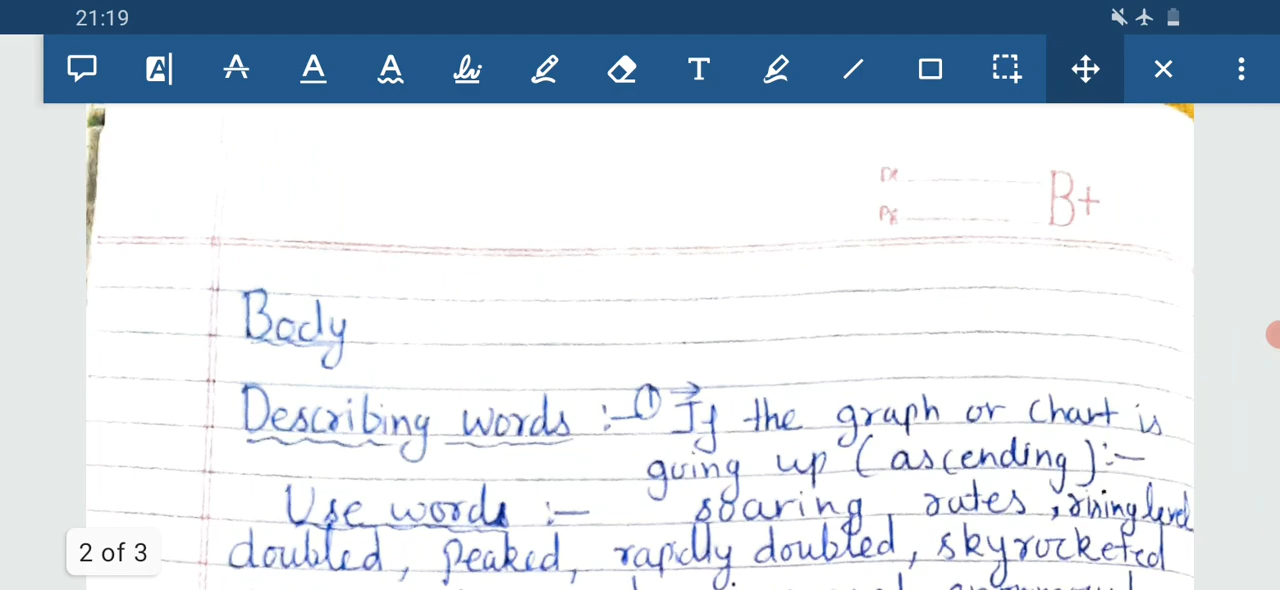 21:19
B+
Body
Describing words :- ① → If the graph or chart is
going up (ascending) :-
Use words :- soaring, rates, rising level
doubled, peaked, rapidly doubled, skyrocketed
2 of 3